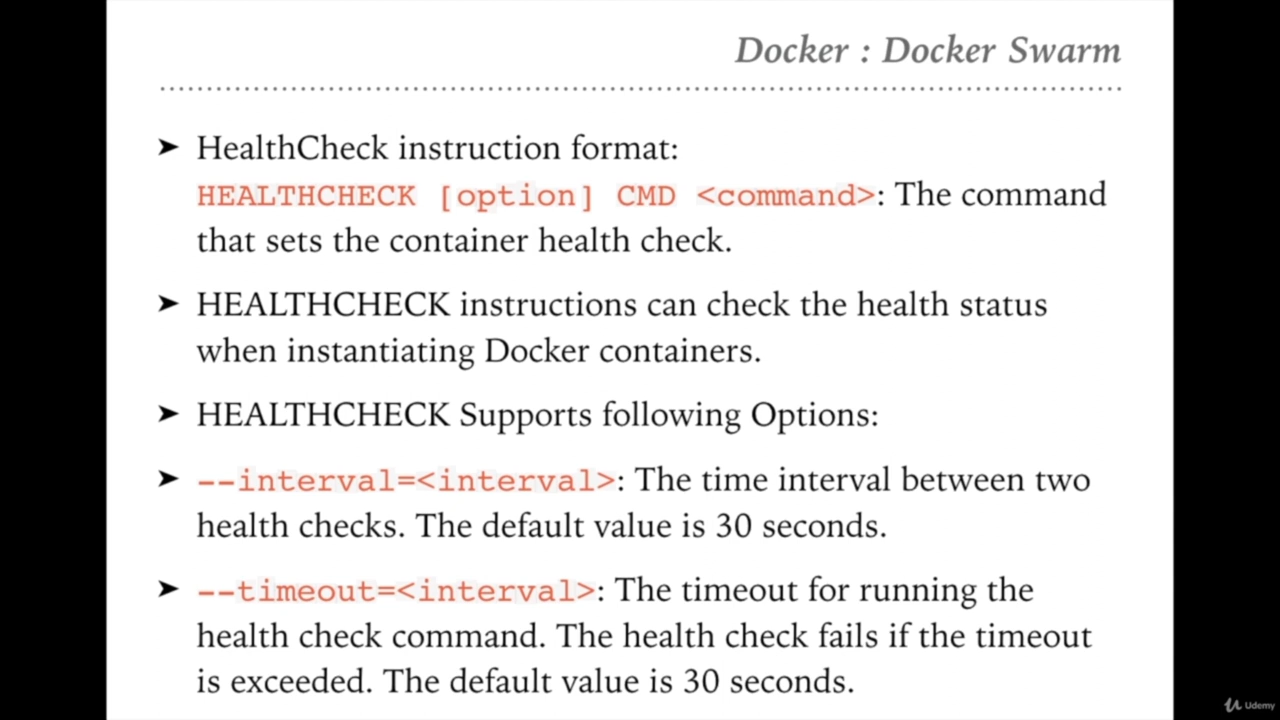 Docker : Docker Swarm
➤ HealthCheck instruction format:
HEALTHCHECK [option] CMD <command>: The command
that sets the container health check.
➤ HEALTHCHECK instructions can check the health status
when instantiating Docker containers.
➤ HEALTHCHECK Supports following Options:
➤ --interval=<interval>: The time interval between two
health checks. The default value is 30 seconds.
➤ --timeout=<interval>: The timeout for running the
health check command. The health check fails if the timeout
is exceeded. The default value is 30 seconds.
Udemy